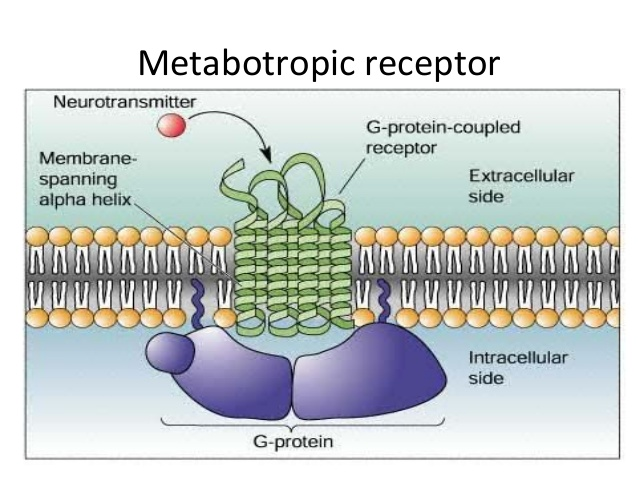 Metabotropic receptor
Neurotransmitter
G-protein-coupled
receptor
Membrane-
spanning
alpha helix
Extracellular
side
Intracellular
side
G-protein